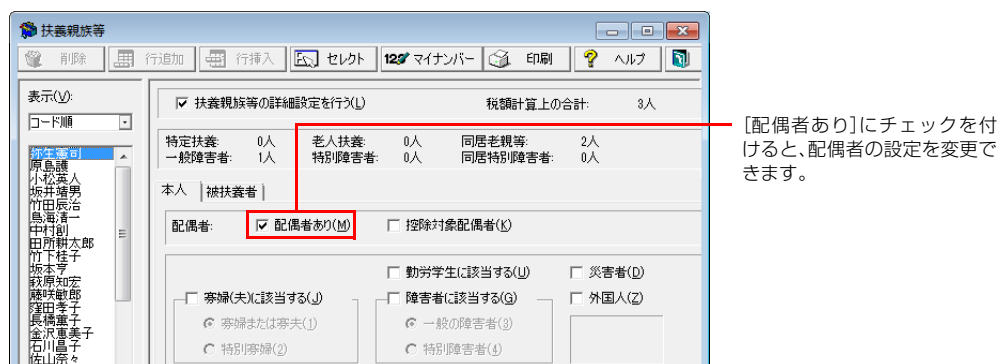 扶養親族等
削除 行追加 行挿入 セレクト 123 マイナンバー 印刷 ヘルプ
表示(V):
コード順
弥生憲司
原島護
小松英人
坂井靖男
竹田辰治
鳥海清一
中村創
田所耕太郎
竹下桂子
坂本亨
萩原知宏
藤咲敏郎
窪田孝子
長橋薫子
金沢恵美子
石川昌子
佐山奈々
扶養親族等の詳細設定を行う(L) 税額計算上の合計: 3人
特定扶養: 0人 老人扶養: 0人 同居老親等: 2人
一般障害者: 1人 特別障害者: 0人 同居特別障害者: 0人
本人 被扶養者
配偶者: 配偶者あり(M) 控除対象配偶者(K)
勤労学生に該当する(U) 災害者(D)
寡婦(夫)に該当する(J) 障害者に該当する(G) 外国人(Z)
寡婦または寡夫(1) 一般の障害者(3)
特別寡婦(2) 特別障害者(4)
[配偶者あり]にチェックを付
けると、配偶者の設定を変更で
きます。